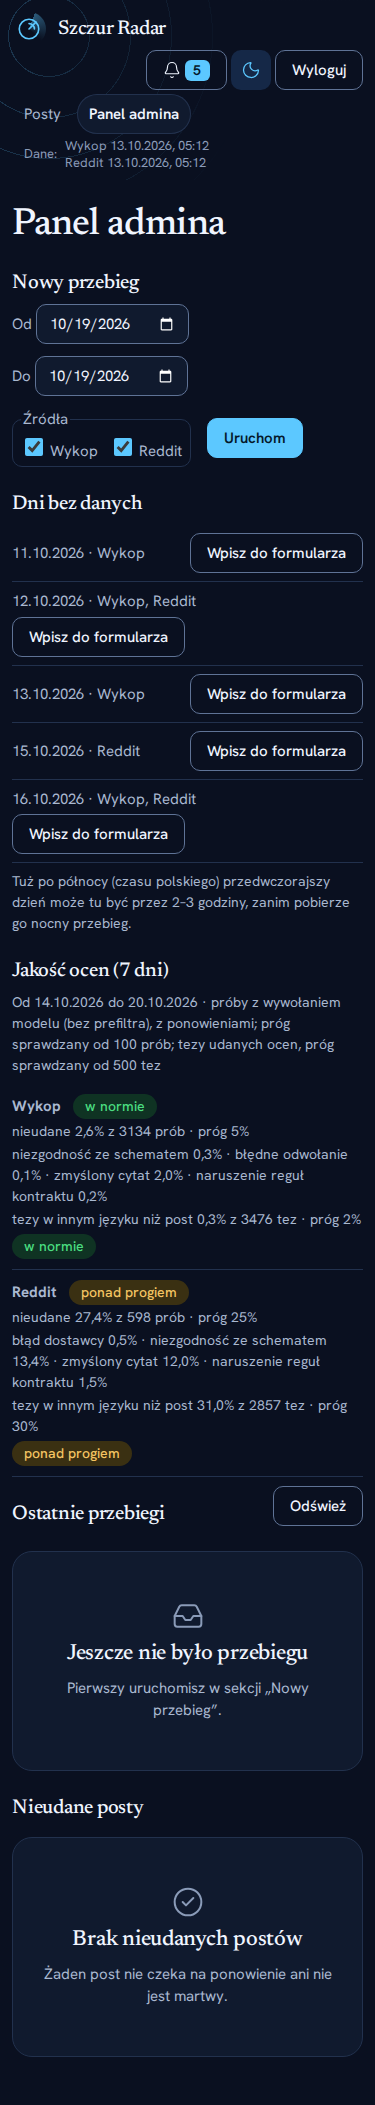 Szczur Radar
5
Wyloguj
Posty
Panel admina
Dane:
Wykop 13.10.2026, 05:12
Reddit 13.10.2026, 05:12
Panel admina
Nowy przebieg
Od 10/19/2026
Do 10/19/2026
Źródła
Wykop
Reddit
Uruchom
Dni bez danych
11.10.2026 · Wykop
Wpisz do formularza
12.10.2026 · Wykop, Reddit
Wpisz do formularza
13.10.2026 · Wykop
Wpisz do formularza
15.10.2026 · Reddit
Wpisz do formularza
16.10.2026 · Wykop, Reddit
Wpisz do formularza
Tuż po północy (czasu polskiego) przedwczorajszy
dzień może tu być przez 2–3 godziny, zanim pobierze
go nocny przebieg.
Jakość ocen (7 dni)
Od 14.10.2026 do 20.10.2026 · próby z wywołaniem
modelu (bez prefiltra), z ponowieniami; próg
sprawdzany od 100 prób; tezy udanych ocen, próg
sprawdzany od 500 tez
Wykop
w normie
nieudane 2,6% z 3134 prób · próg 5%
niezgodność ze schematem 0,3% · błędne odwołanie
0,1% · zmyślony cytat 2,0% · naruszenie reguł
kontraktu 0,2%
tezy w innym języku niż post 0,3% z 3476 tez · próg 2%
w normie
Reddit
ponad progiem
nieudane 27,4% z 598 prób · próg 25%
błąd dostawcy 0,5% · niezgodność ze schematem
13,4% · zmyślony cytat 12,0% · naruszenie reguł
kontraktu 1,5%
tezy w innym języku niż post 31,0% z 2857 tez · próg
30%
ponad progiem
Ostatnie przebiegi
Odśwież
Jeszcze nie było przebiegu
Pierwszy uruchomisz w sekcji „Nowy
przebieg”.
Nieudane posty
Brak nieudanych postów
Żaden post nie czeka na ponowienie ani nie
jest martwy.